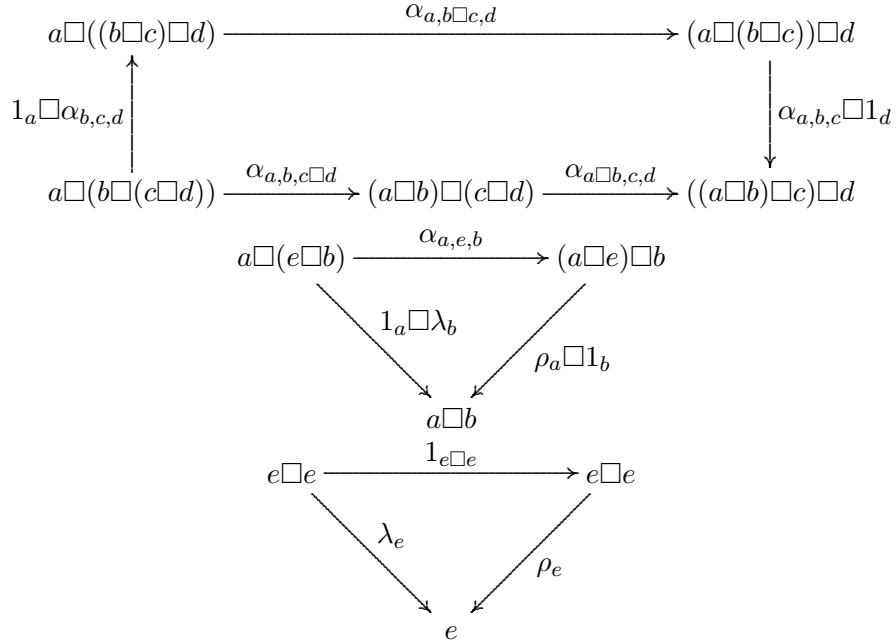 α_{a,b□c,d}
a□((b□c)□d) (a□(b□c))□d
1_a□α_{b,c,d} α_{a,b,c}□1_d
α_{a,b,c□d} α_{a□b,c,d}
a□(b□(c□d)) (a□b)□(c□d) ((a□b)□c)□d
α_{a,e,b}
a□(e□b) (a□e)□b
1_a□λ_b ρ_a□1_b
a□b
1_{e□e}
e□e e□e
λ_e ρ_e
e